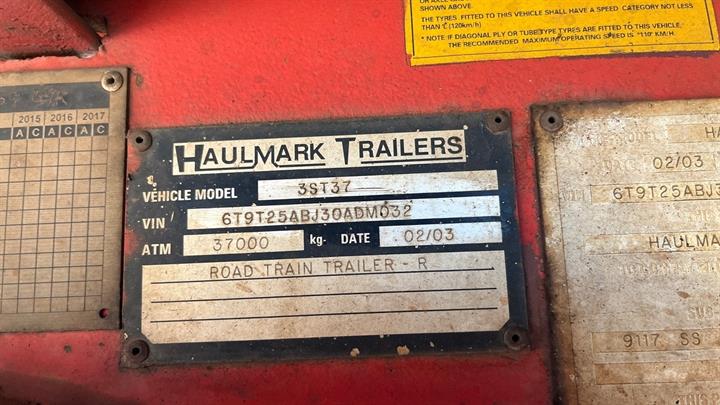 SHOWN ABOVE.
THE TYRES FITTED TO THIS VEHICLE SHALL HAVE A SPEED CATEGORY NOT LESS
THAN 'L' (120km/h)
* NOTE IF DIAGONAL PLY OR TUBE TYPE TYRES ARE FITTED TO THIS VEHICLE,
THE RECOMMENDED MAXIMUM OPERATING SPEED IS "110" KM/H.
2015 2016 2017
A C A C A C
HAULMARK TRAILERS
VEHICLE MODEL 3ST37
VIN 6T9T25ABJ30ADM032
ATM 37000 kg. DATE 02/03
ROAD TRAIN TRAILER - R
HA
02/03
6T9T25ABJ3
HAULMA
SUB
9117 SS